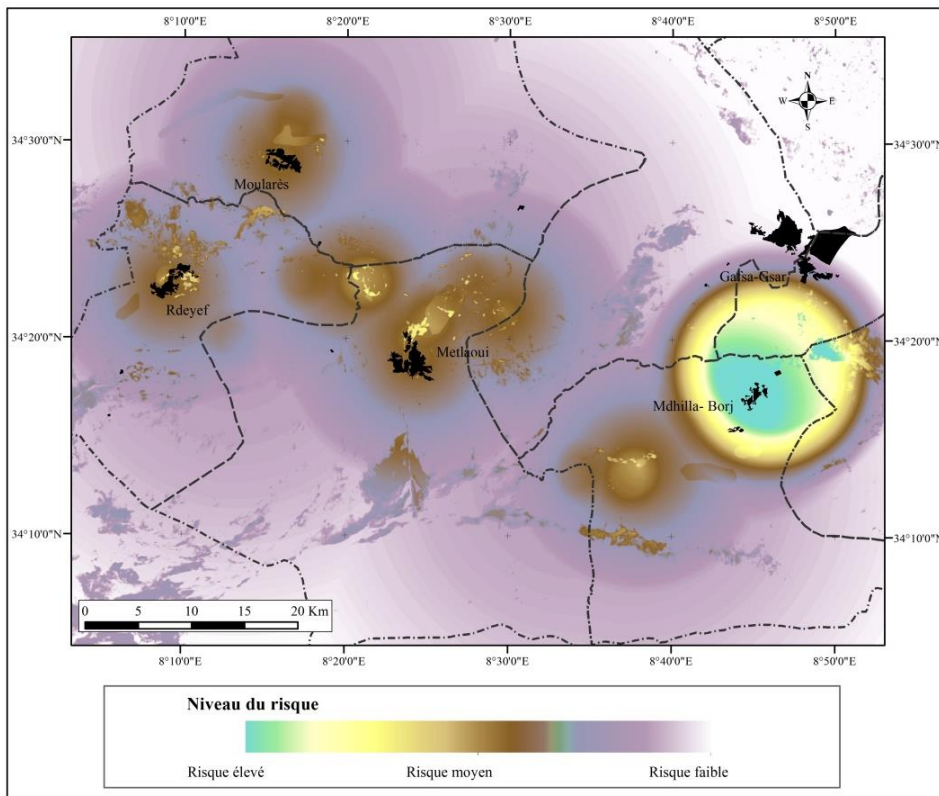 8°10'0"E 8°20'0"E 8°30'0"E 8°40'0"E 8°50'0"E
N
W E
S
34°30'0"N 34°30'0"N
Moularès
Gafsa-Gsar
Rdeyef
34°20'0"N 34°20'0"N
Metlaoui
Mdhilla- Borj
34°10'0"N 34°10'0"N
0 5 10 15 20 Km
8°10'0"E 8°20'0"E 8°30'0"E 8°40'0"E 8°50'0"E
Niveau du risque
Risque élevé Risque moyen Risque faible